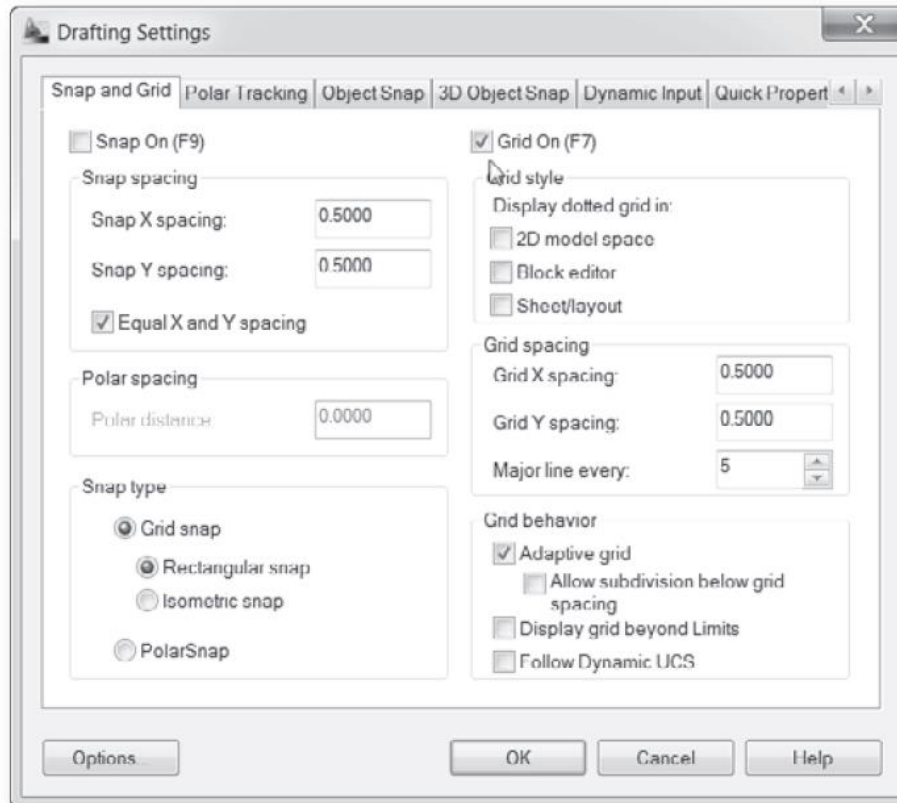 Drafting Settings
Snap and Grid
Polar Tracking
Object Snap
3D Object Snap
Dynamic Input
Quick Propert
Snap On (F9)
Snap spacing
Snap X spacing:
0.5000
Snap Y spacing:
0.5000
Equal X and Y spacing
Polar spacing
Polar distance:
0.0000
Snap type
Grid snap
Rectangular snap
Isometric snap
PolarSnap
Grid On (F7)
Grid style
Display dotted grid in:
2D model space
Block editor
Sheet/layout
Grid spacing
Grid X spacing:
0.5000
Grid Y spacing:
0.5000
Major line every:
5
Grid behavior
Adaptive grid
Allow subdivision below grid
spacing
Display grid beyond Limits
Follow Dynamic UCS
Options...
OK
Cancel
Help